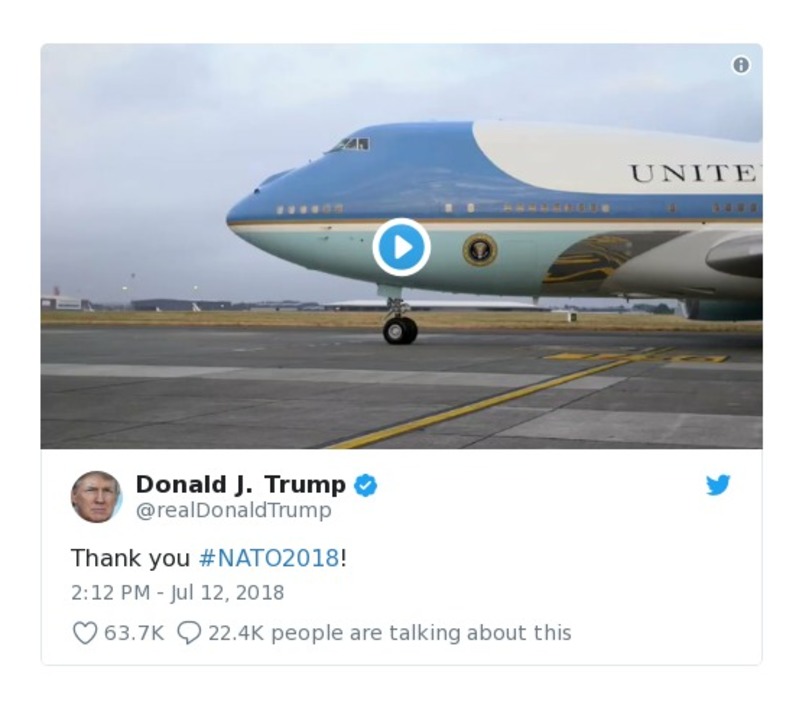 UNITE
Donald J. Trump
@realDonaldTrump
Thank you #NATO2018!
2:12 PM - Jul 12, 2018
63.7K 22.4K people are talking about this